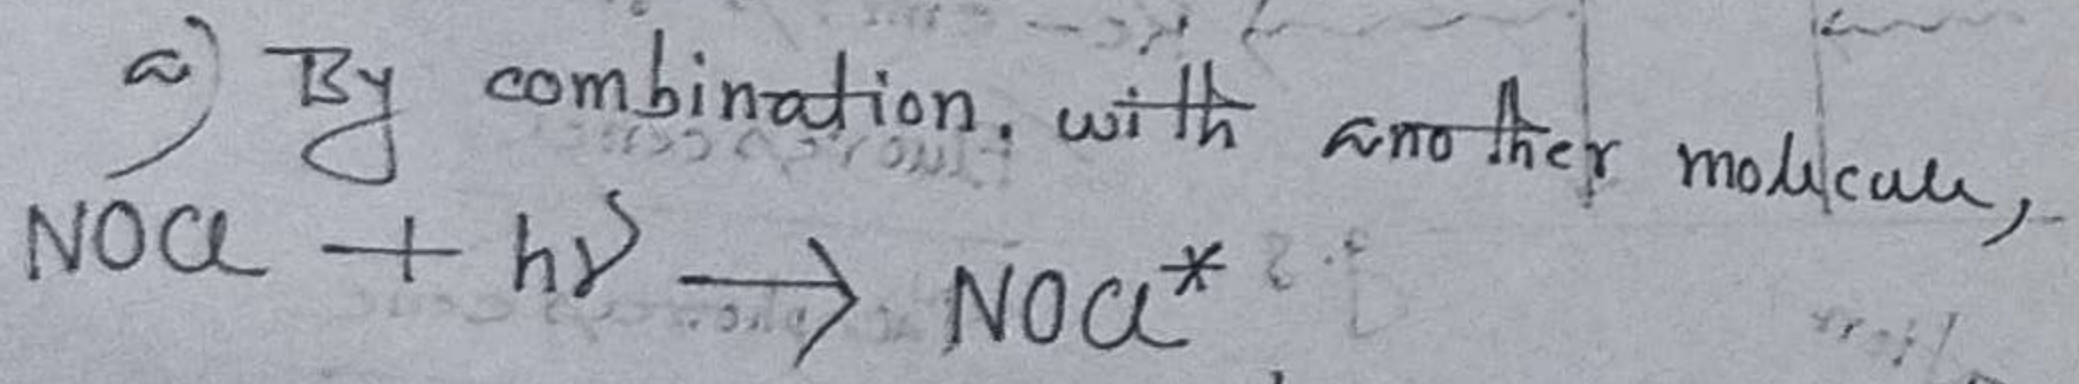 a) By combination. with another molecule,
NOCl + hν → NOCl*